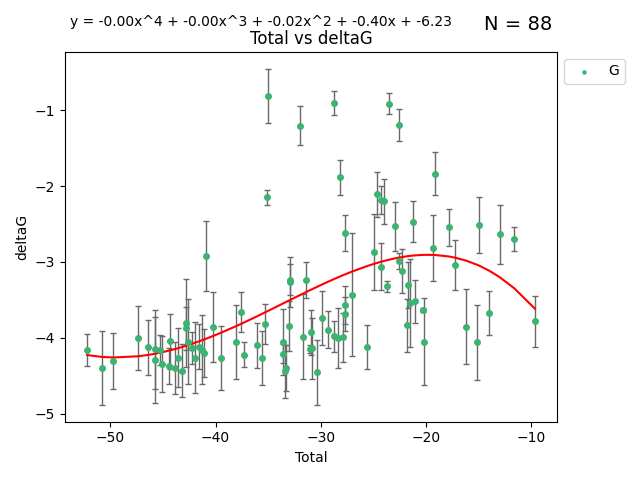 y = -0.00x^4 + -0.00x^3 + -0.02x^2 + -0.40x + -6.23
N = 88
Total vs deltaG
G
deltaG
−1
−2
−3
−4
−5
−50
−40
−30
−20
−10
Total